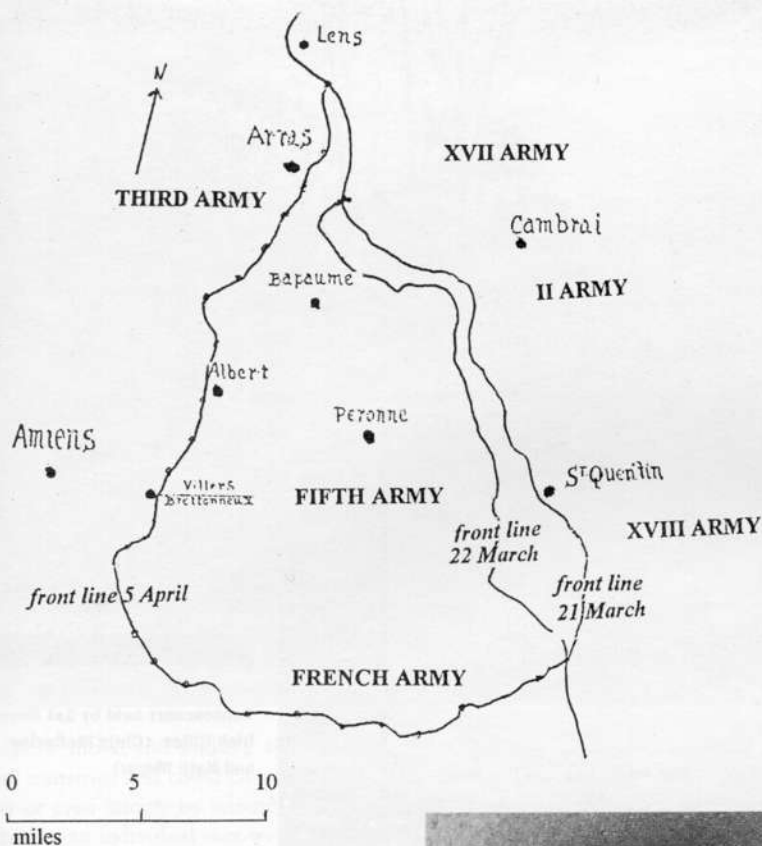 Lens
N
Arras
XVII ARMY
THIRD ARMY
Cambrai
Bapaume
II ARMY
Albert
Peronne
Amiens
Villers
Brettonneux
FIFTH ARMY
St Quentin
XVIII ARMY
front line
22 March
front line 5 April
front line
21 March
FRENCH ARMY
0 5 10
miles